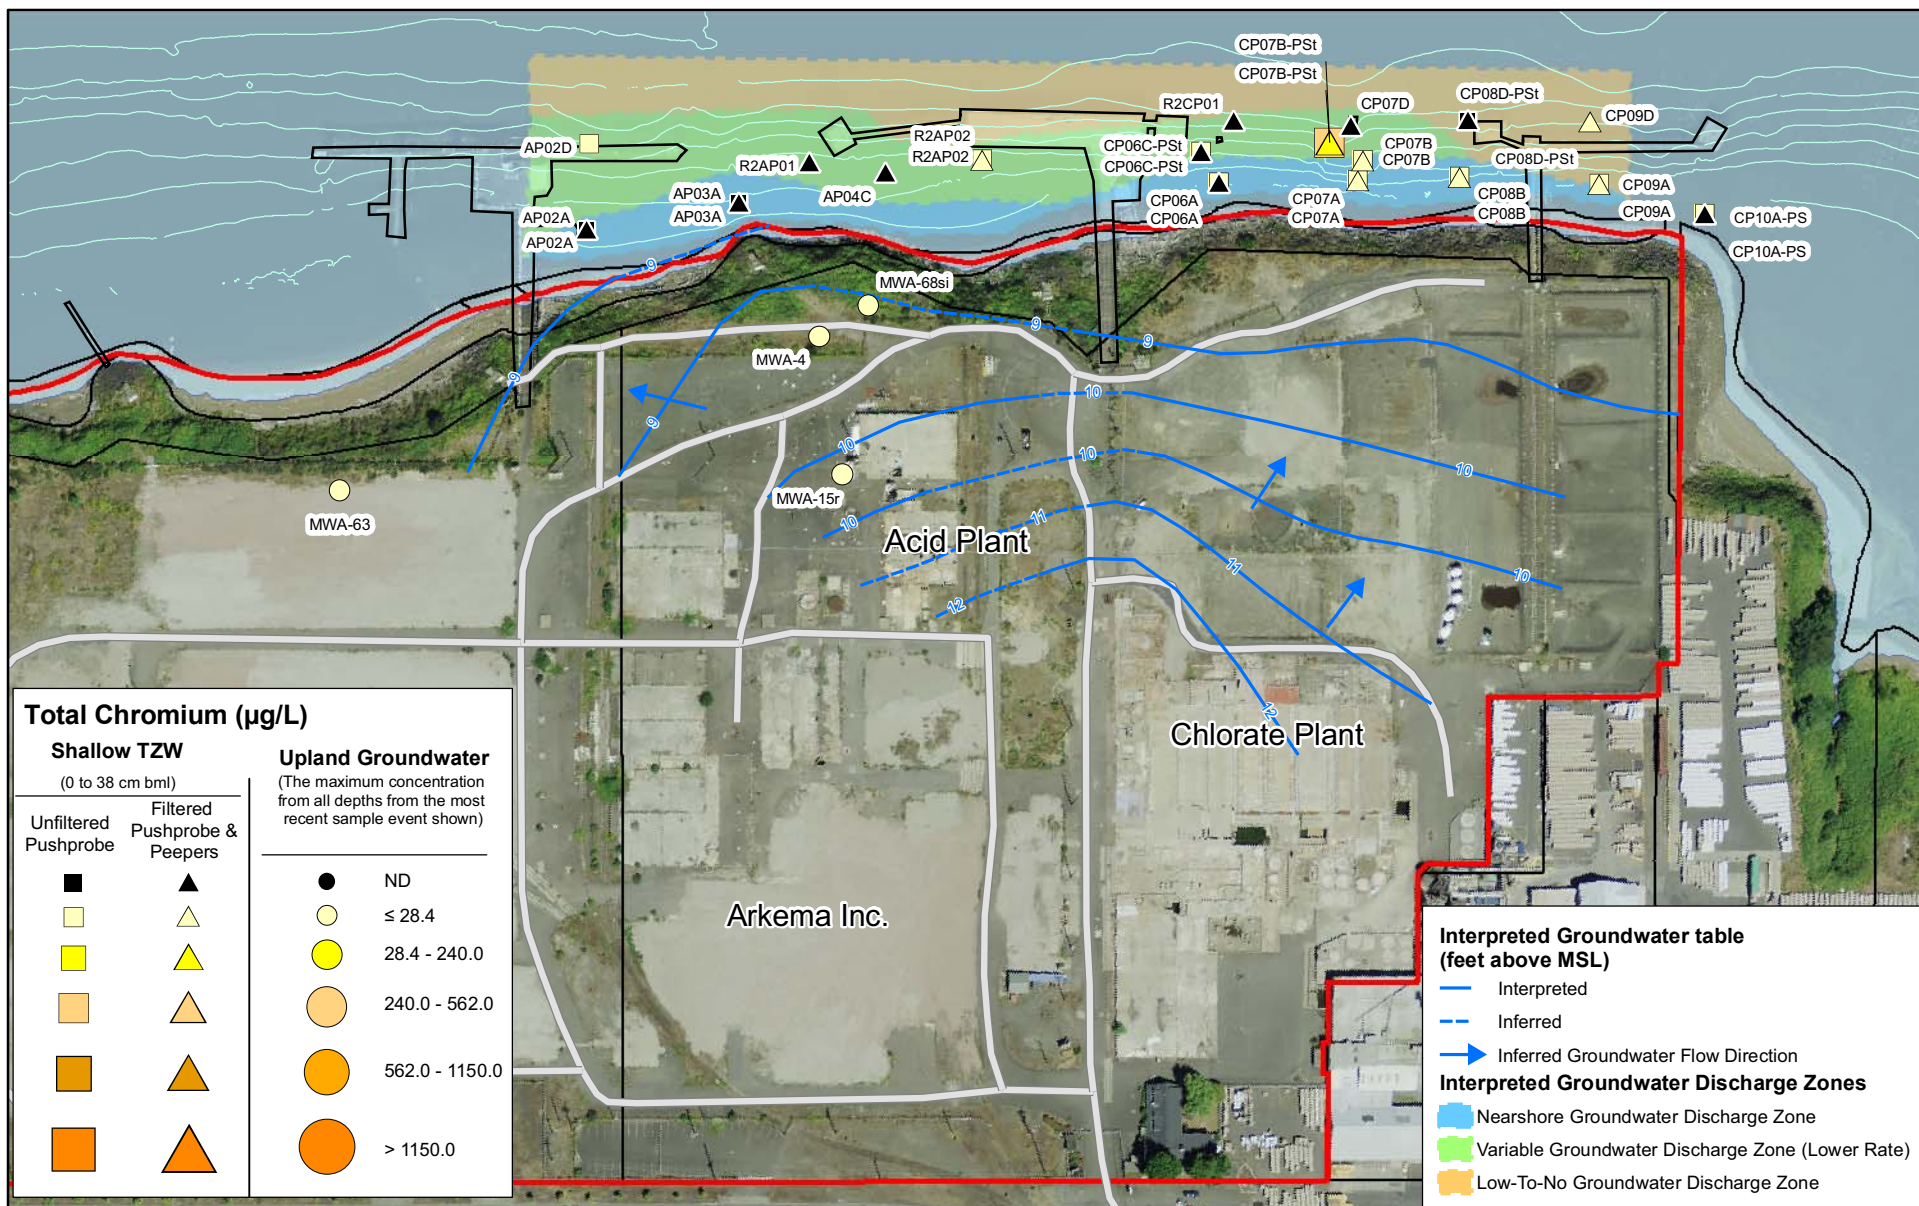 CP07B-PSt
CP07B-PSt
R2CP01
CP07D
CP08D-PSt
CP09D
AP02D
R2AP02
R2AP02
R2AP01
CP06C-PSt
CP06C-PSt
CP07B
CP07B
CP08D-PSt
AP03A
AP03A
AP04C
CP06A
CP06A
CP07A
CP07A
CP08B
CP08B
CP09A
CP09A
AP02A
AP02A
CP10A-PS
CP10A-PS
9
MWA-68si
9
9
MWA-4
9
9
10
10
10
10
MWA-15r
MWA-63
10
11
10
Acid Plant
11
12
12
Chlorate Plant
Arkema Inc.
Total Chromium (µg/L)
Shallow TZW
(0 to 38 cm bml)
Unfiltered
Pushprobe
Filtered
Pushprobe &
Peepers
Upland Groundwater
(The maximum concentration
from all depths from the most
recent sample event shown)
ND
≤ 28.4
28.4 - 240.0
240.0 - 562.0
562.0 - 1150.0
> 1150.0
Interpreted Groundwater table
(feet above MSL)
Interpreted
Inferred
Inferred Groundwater Flow Direction
Interpreted Groundwater Discharge Zones
Nearshore Groundwater Discharge Zone
Variable Groundwater Discharge Zone (Lower Rate)
Low-To-No Groundwater Discharge Zone